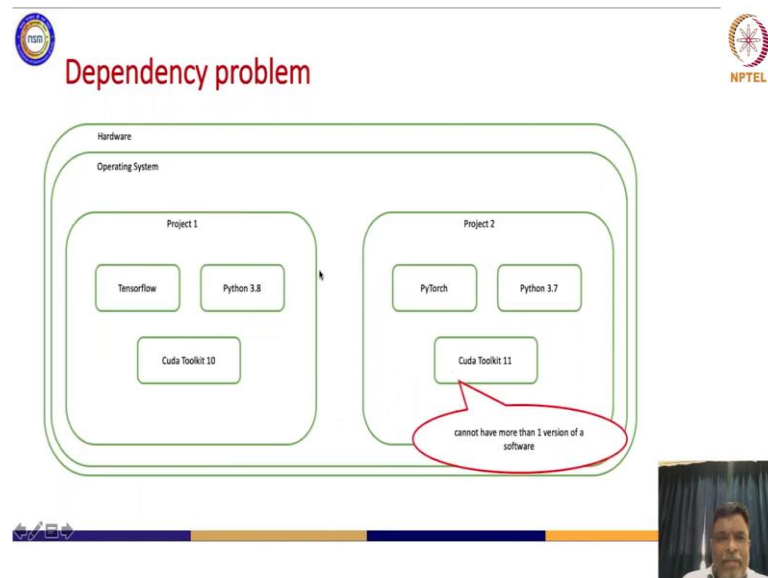 nsm
NPTEL
Dependency problem
Hardware
Operating System
Project 1
Project 2
Tensorflow
Python 3.8
PyTorch
Python 3.7
Cuda Toolkit 10
Cuda Toolkit 11
cannot have more than 1 version of a
software